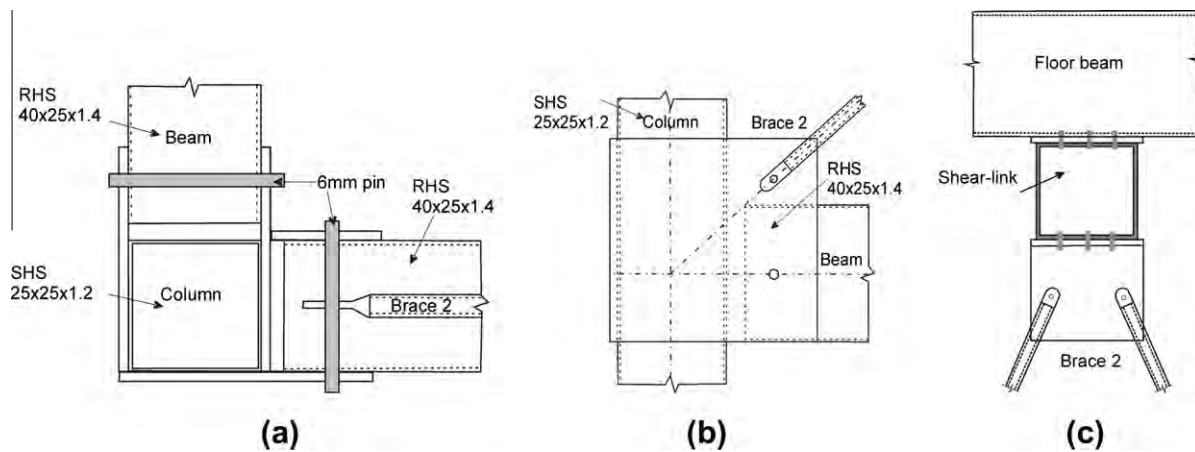 RHS
40x25x1.4
Beam
6mm pin
RHS
40x25x1.4
SHS
25x25x1.2
Column
Brace 2
(a)
SHS
25x25x1.2
Column
Brace 2
RHS
40x25x1.4
Beam
(b)
Floor beam
Shear-link
Brace 2
(c)